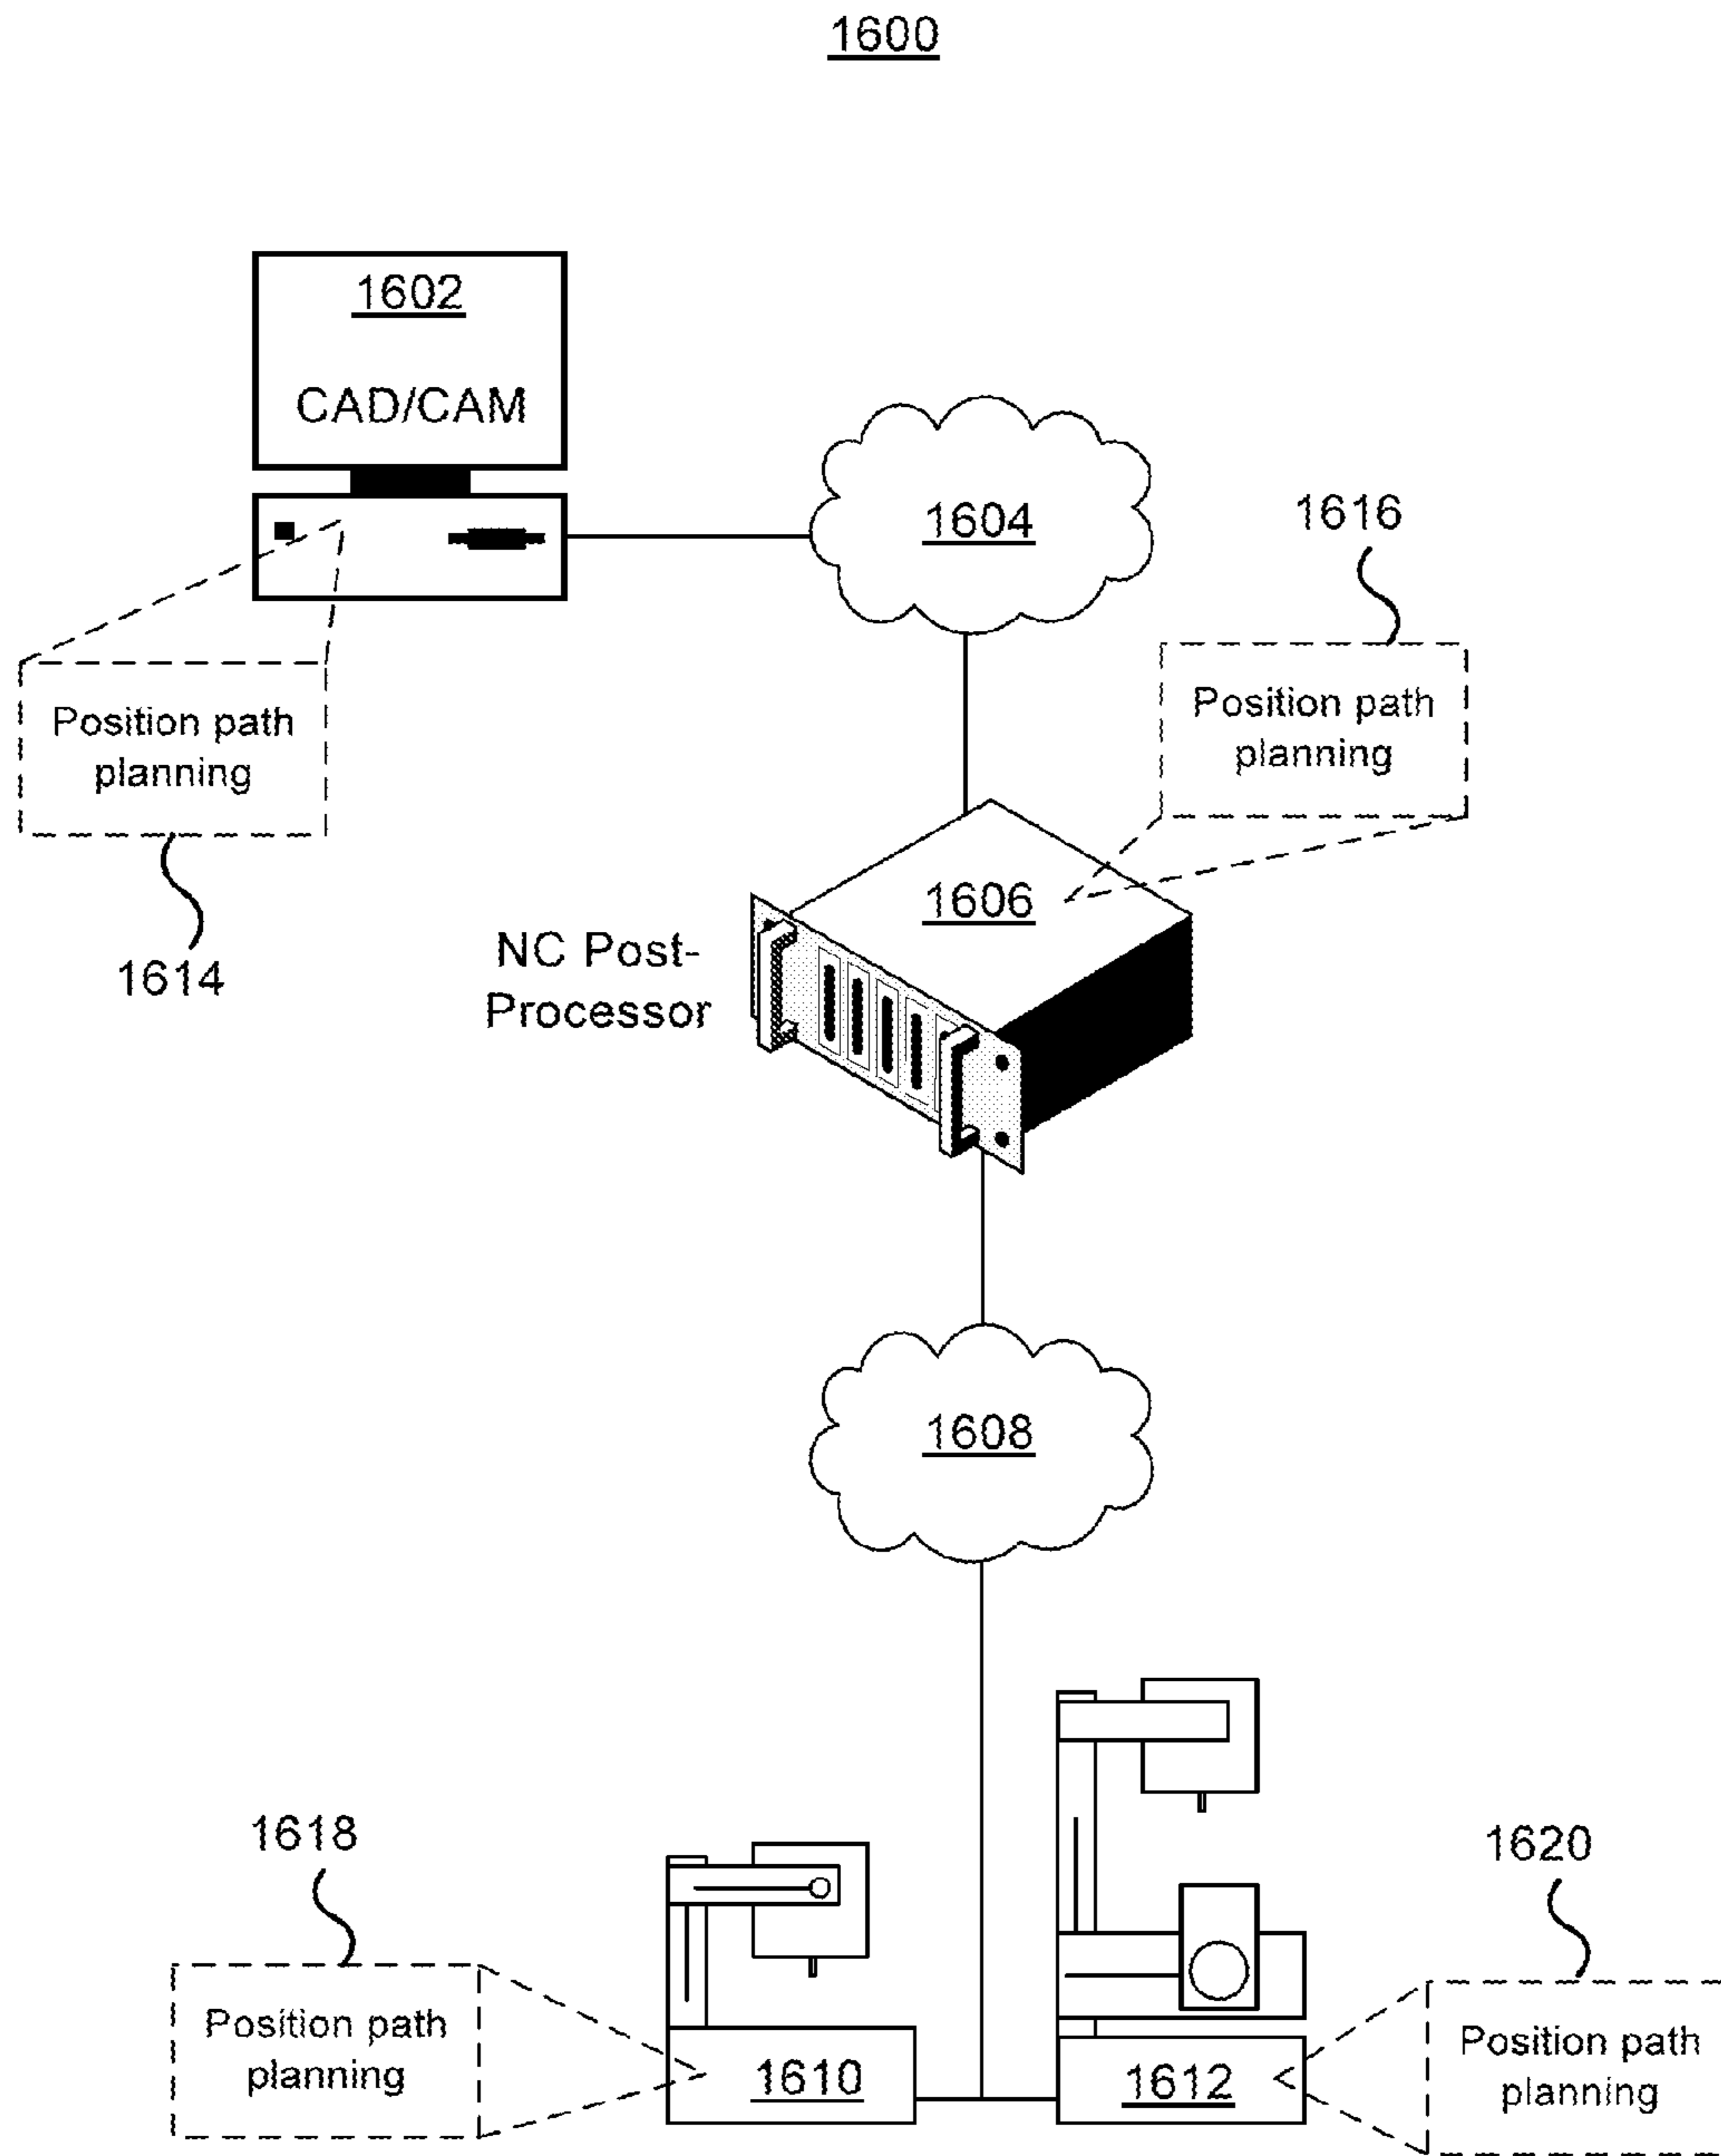 1600
1602
CAD/CAM
1604
1616
Position path
planning
Position path
planning
1614
1606
NC Post-
Processor
1608
1618
1620
Position path
planning
Position path
planning
1610
1612